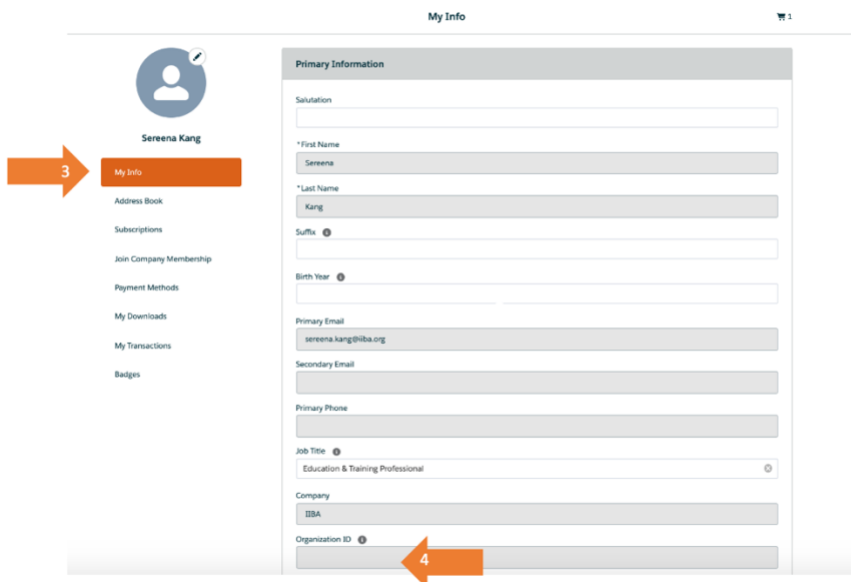 My Info
1
Sereena Kang
3
My Info
Address Book
Subscriptions
Join Company Membership
Payment Methods
My Downloads
My Transactions
Badges
Primary Information
Salutation
*First Name
Sereena
*Last Name
Kang
Suffix
Birth Year
Primary Email
sereena.kang@iiba.org
Secondary Email
Primary Phone
Job Title
Education & Training Professional
Company
IIBA
Organization ID
4